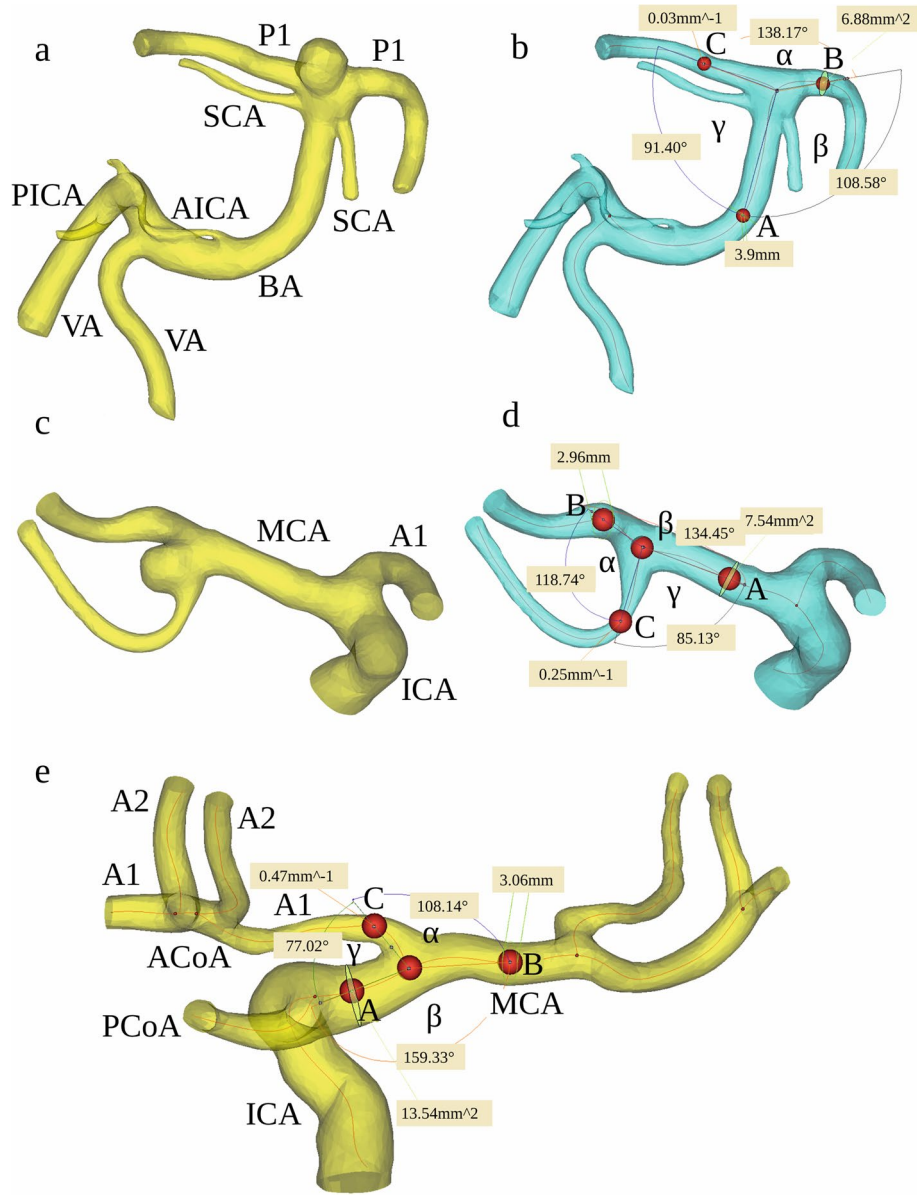 a
P1
P1
SCA
PICA
AICA
SCA
BA
VA
VA
b
0.03mm^-1
138.17°
6.88mm^2
C
α
B
γ
91.40°
β
108.58°
A
3.9mm
c
MCA
A1
ICA
d
2.96mm
B
β
134.45°
7.54mm^2
α
118.74°
γ
A
C
85.13°
0.25mm^-1
e
A2
A2
0.47mm^-1
3.06mm
A1
A1
C
108.14°
α
77.02°
γ
ACoA
B
A
MCA
PCoA
β
159.33°
ICA
13.54mm^2